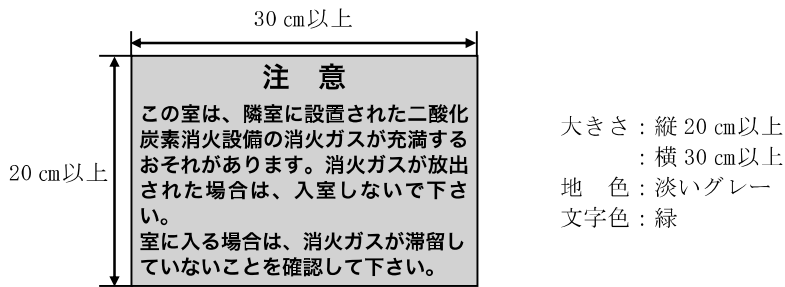 30 ㎝以上
20 ㎝以上
注　意
この室は、隣室に設置された二酸化
炭素消火設備の消火ガスが充満する
おそれがあります。消火ガスが放出
された場合は、入室しないで下さ
い。
室に入る場合は、消火ガスが滞留し
ていないことを確認して下さい。
大きさ：縦 20 ㎝以上
：横 30 ㎝以上
地　色：淡いグレー
文字色：緑